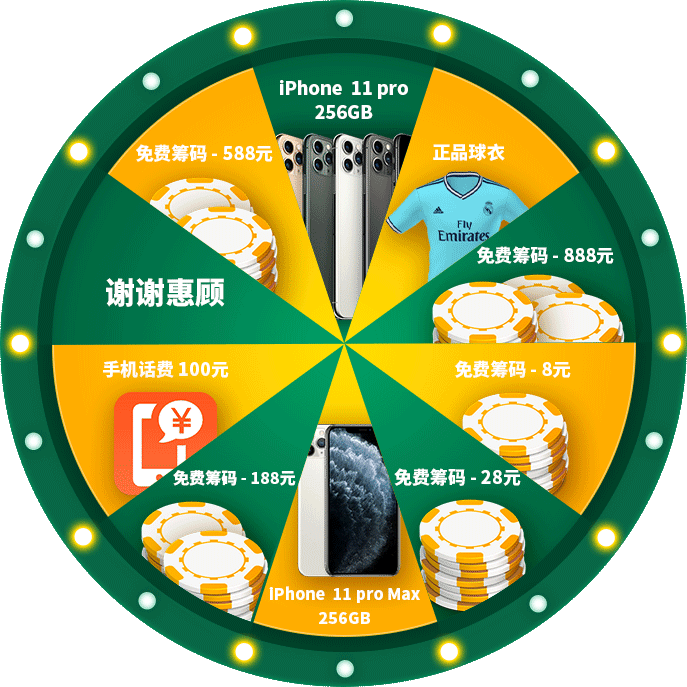 iPhone 11 pro
256GB
免费筹码 - 588元
正品球衣
Fly
Emirates
免费筹码 - 888元
谢谢惠顾
手机话费 100元
¥
免费筹码 - 8元
免费筹码 - 188元
免费筹码 - 28元
iPhone 11 pro Max
256GB